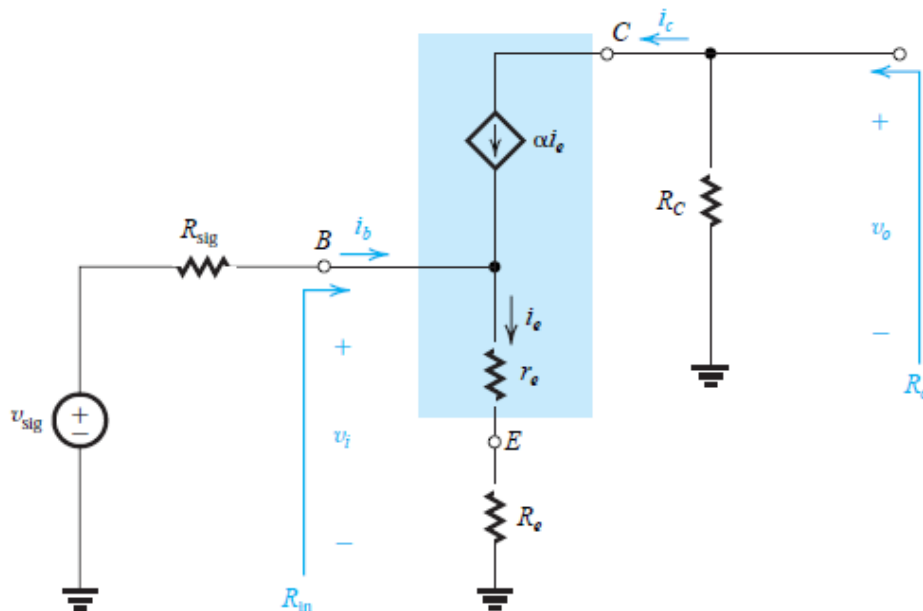 C
i_c
αi_e
+
R_C
v_o
−
R_sig
B
i_b
i_e
r_e
+
v_sig
+
−
v_i
E
R_e
−
R_in